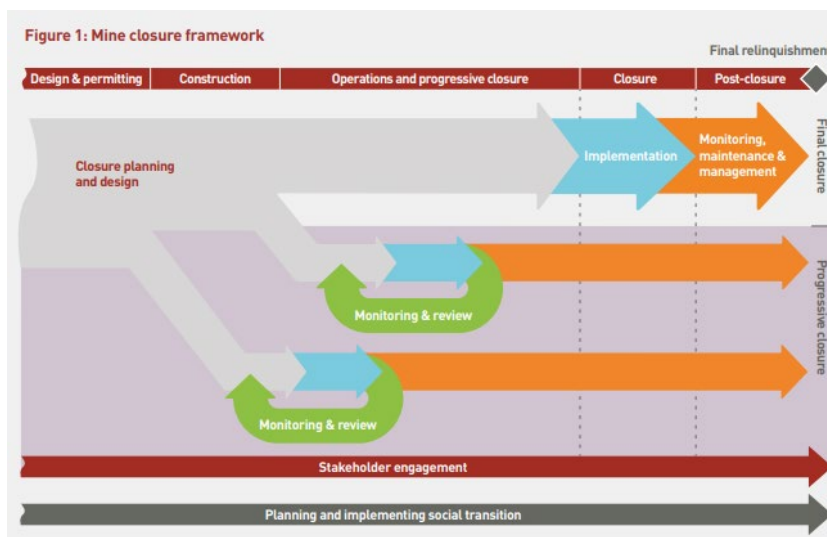 Figure 1: Mine closure framework
Final relinquishmen
Design & permitting
Construction
Operations and progressive closure
Closure
Post-closure
Closure planning
and design
Implementation
Monitoring,
maintenance &
management
Final closure
Monitoring & review
Monitoring & review
Progressive closure
Stakeholder engagement
Planning and implementing social transition